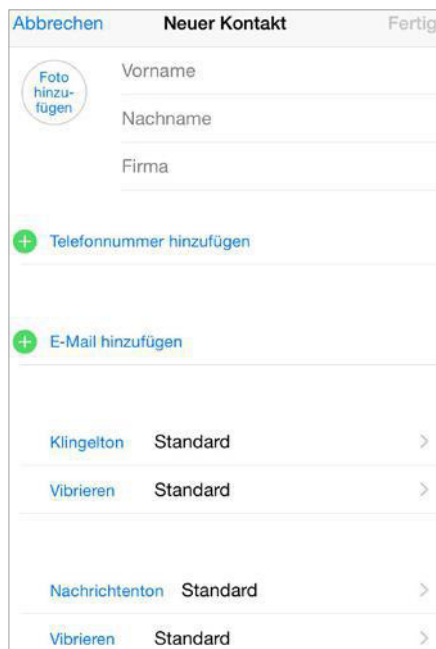 Abbrechen Neuer Kontakt Fertig
Foto
hinzu-
fügen
Vorname
Nachname
Firma
Telefonnummer hinzufügen
E-Mail hinzufügen
Klingelton Standard
Vibrieren Standard
Nachrichtenton Standard
Vibrieren Standard